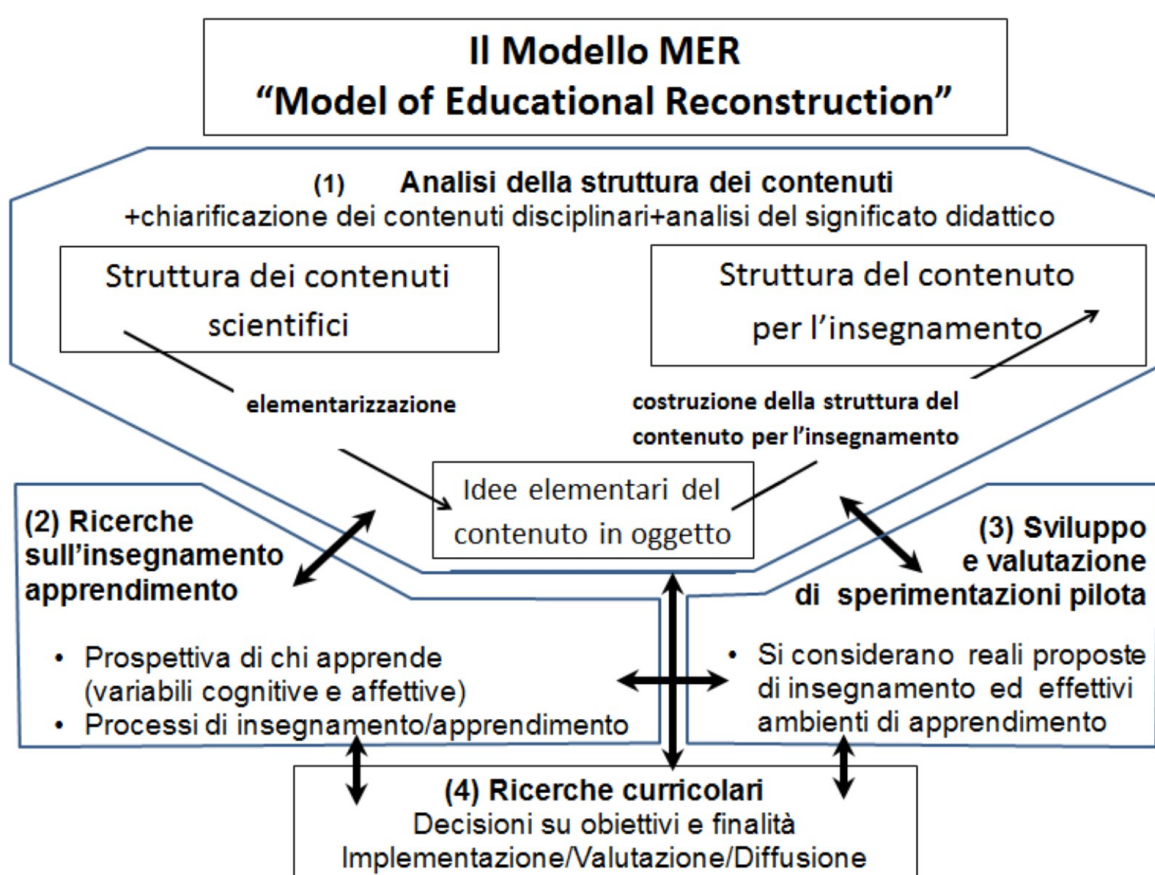 Il Modello MER
“Model of Educational Reconstruction”
(1) Analisi della struttura dei contenuti
+chiarificazione dei contenuti disciplinari+analisi del significato didattico
Struttura dei contenuti
scientifici
Struttura del contenuto
per l’insegnamento
elementarizzazione
costruzione della struttura del
contenuto per l’insegnamento
Idee elementari del
contenuto in oggetto
(2) Ricerche
sull’insegnamento
apprendimento
• Prospettiva di chi apprende
(variabili cognitive e affettive)
• Processi di insegnamento/apprendimento
(3) Sviluppo
e valutazione
di sperimentazioni pilota
• Si considerano reali proposte
di insegnamento ed effettivi
ambienti di apprendimento
(4) Ricerche curricolari
Decisioni su obiettivi e finalità
Implementazione/Valutazione/Diffusione